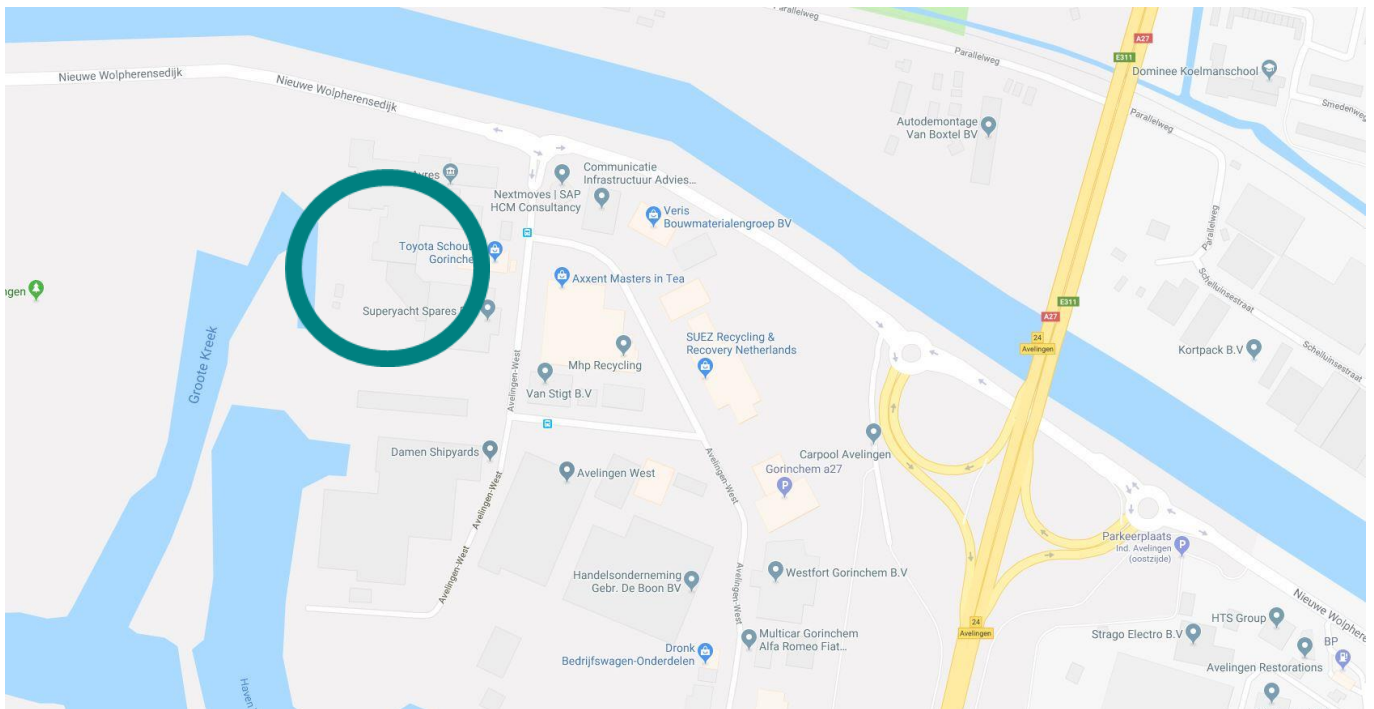 Parallelweg
A27
Parallelweg
E311
Dominee Koelmanschool
Nieuwe Wolpherensedijk
Nieuwe Wolpherensedijk
Smedenweg
Autodemontage
Van Boxtel BV
Parallelweg
Communicatie
Infrastructuur Advies...
Nextmoves | SAP
HCM Consultancy
Veris
Bouwmaterialengroep BV
Parallelweg
Toyota
Gorinchem
Axxent Masters in Tea
Schelluinsestraat
Superyacht Spares
E311
A27
24
Avelingen
SUEZ Recycling &
Recovery Netherlands
Kortpack B.V
Schelluinsestraat
Groote Kreek
Mhp Recycling
Avelingen-West
Van Stigt B.V
Damen Shipyards
Carpool Avelingen
Avelingen West
Gorinchem a27
P
Avelingen-West
Avelingen-West
Parkeerplaats
Ind. Avelingen
(oostzijde)
P
Avelingen-West
Handelsonderneming
Gebr. De Boon BV
Westfort Gorinchem B.V
Avelingen-West
Nieuwe
HTS Group
24
Avelingen
Multicar Gorinchem
Alfa Romeo Fiat...
Strago Electro B.V
BP
Dronk
Bedrijfswagen-Onderdelen
Avelingen Restorations
Haven